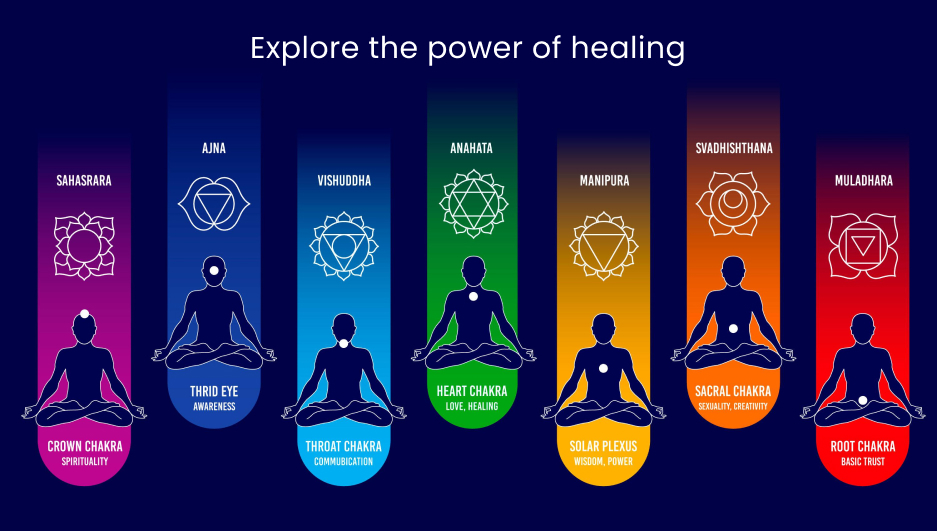 Explore the power of healing
SAHASRARA
CROWN CHAKRA
SPIRITUALITY
AJNA
THRID EYE
AWARENESS
VISHUDDHA
THROAT CHAKRA
COMMUBICATION
ANAHATA
HEART CHAKRA
LOVE, HEALING
MANIPURA
SOLAR PLEXUS
WISDOM, POWER
SVADHISHTHANA
SACRAL CHAKRA
SEXUALITY, CREATIVITY
MULADHARA
ROOT CHAKRA
BASIC TRUST